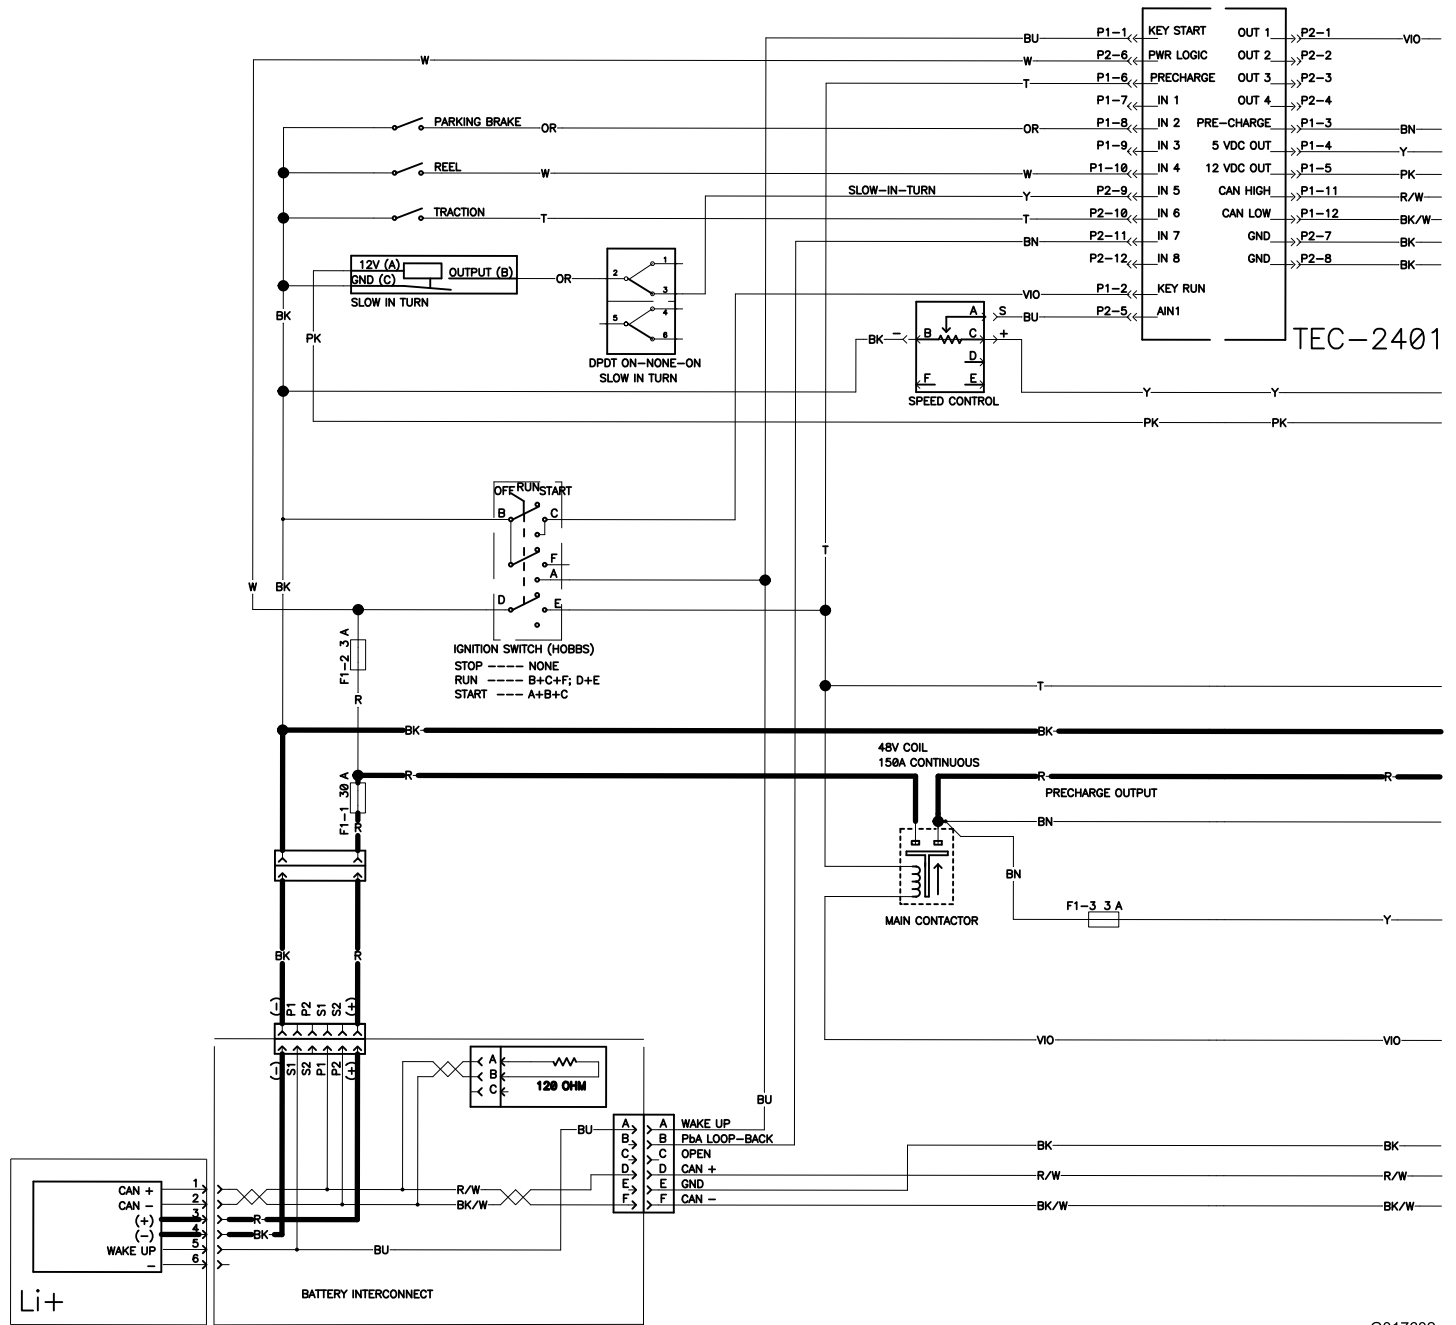 BU P1-1 KEY START OUT 1 P2-1 VIO
W W P2-6 PWR LOGIC OUT 2 P2-2
T P1-6 PRECHARGE OUT 3 P2-3
P1-7 IN 1 OUT 4 P2-4
PARKING BRAKE OR OR P1-8 IN 2 PRE-CHARGE P1-3 BN
P1-9 IN 3 5 VDC OUT P1-4 Y
REEL W W P1-10 IN 4 12 VDC OUT P1-5 PK
SLOW-IN-TURN Y P2-9 IN 5 CAN HIGH P1-11 R/W
TRACTION T T P2-10 IN 6 CAN LOW P1-12 BK/W
BN P2-11 IN 7 GND P2-7 BK
P2-12 IN 8 GND P2-8 BK
VIO P1-2 KEY RUN
BU P2-5 AIN1
TEC-2401
12V (A)
GND (C)
OUTPUT (B)
OR
SLOW IN TURN
1
2
3
4
5
6
DPDT ON-NONE-ON
SLOW IN TURN
BK
PK
BK - B A S
C +
D
F E
SPEED CONTROL
Y Y
PK PK
OFF RUN START
B C
F
A
D E
IGNITION SWITCH (HOBBS)
STOP ---- NONE
RUN ---- B+C+F; D+E
START --- A+B+C
W BK
T
F1-2 3 A
R
T
BK BK
48V COIL
150A CONTINUOUS
R R R
PRECHARGE OUTPUT
F1-1 30 A
R
BN
BN
F1-3 3 A
Y
MAIN CONTACTOR
BK R
(-) P1 P2 S1 S2 (+)
VIO VIO
(-) S1 S2 P1 P2 (+)
A
B
C
120 OHM
BU
BU A A WAKE UP
B B PbA LOOP-BACK BK BK
C C OPEN
D D CAN + R/W R/W
E E GND
F F CAN - BK/W BK/W
CAN + 1 R/W
CAN - 2 BK/W
(+) 3 R
(-) 4 BK
WAKE UP 5 BU
- 6
Li+
BATTERY INTERCONNECT